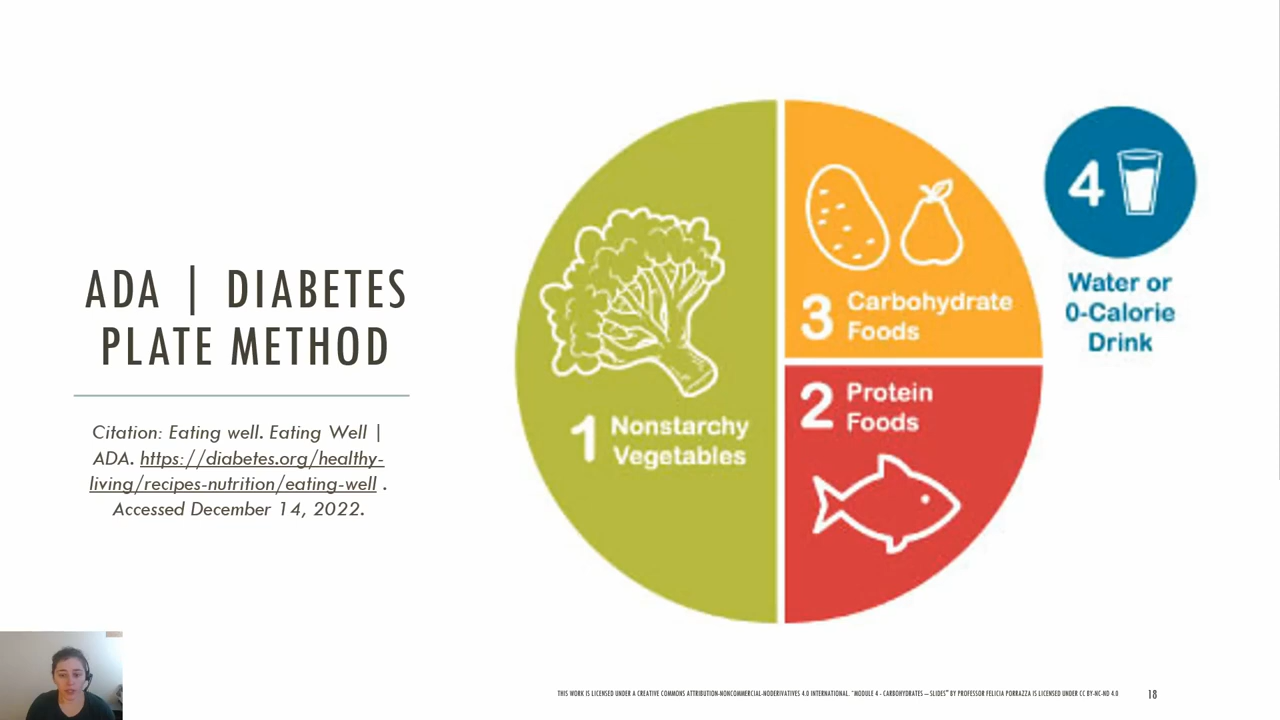 ADA | DIABETES
PLATE METHOD
Citation: Eating well. Eating Well |
ADA. https://diabetes.org/healthy-
living/recipes-nutrition/eating-well .
Accessed December 14, 2022.
1 Nonstarchy
Vegetables
3 Carbohydrate
Foods
2 Protein
Foods
4
Water or
0-Calorie
Drink
THIS WORK IS LICENSED UNDER A CREATIVE COMMONS ATTRIBUTION-NONCOMMERCIAL-NODERIVATIVES 4.0 INTERNATIONAL. "MODULE 4 - CARBOHYDRATES – SLIDES" BY PROFESSOR FELICIA PORRAZZA IS LICENSED UNDER CC BY-NC-ND 4.0
18